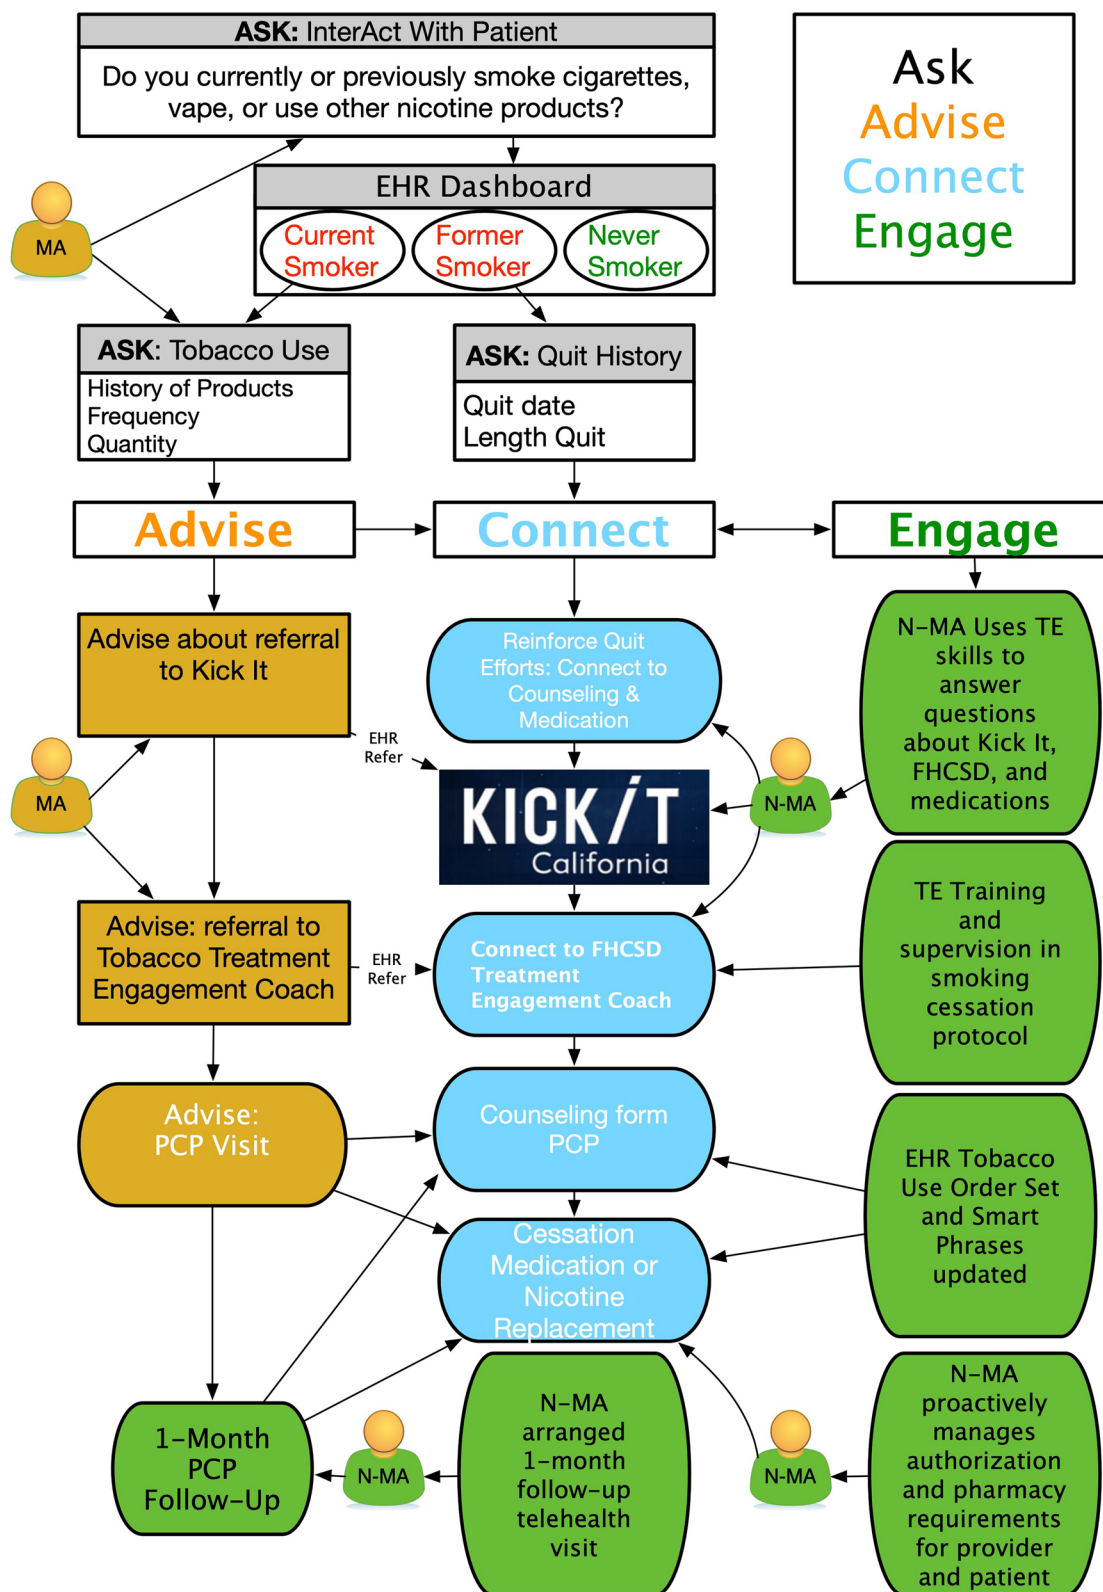 ASK: InterAct With Patient
Do you currently or previously smoke cigarettes,
vape, or use other nicotine products?
Ask
Advise
Connect
Engage
MA
EHR Dashboard
Current
Smoker
Former
Smoker
Never
Smoker
ASK: Tobacco Use
History of Products
Frequency
Quantity
ASK: Quit History
Quit date
Length Quit
Advise
Connect
Engage
Advise about referral
to Kick It
EHR
Refer
MA
Advise: referral to
Tobacco Treatment
Engagement Coach
EHR
Refer
Advise:
PCP Visit
1-Month
PCP
Follow-Up
Reinforce Quit
Efforts: Connect to
Counseling &
Medication
KICK iT
California
N-MA
Connect to FHCSD
Treatment
Engagement Coach
Counseling form
PCP
Cessation
Medication or
Nicotine
Replacement
N-MA
N-MA
arranged
1-month
follow-up
telehealth
visit
N-MA Uses TE
skills to
answer
questions
about Kick It,
FHCSD, and
medications
TE Training
and
supervision in
smoking
cessation
protocol
EHR Tobacco
Use Order Set
and Smart
Phrases
updated
N-MA
N-MA
proactively
manages
authorization
and pharmacy
requirements
for provider
and patient